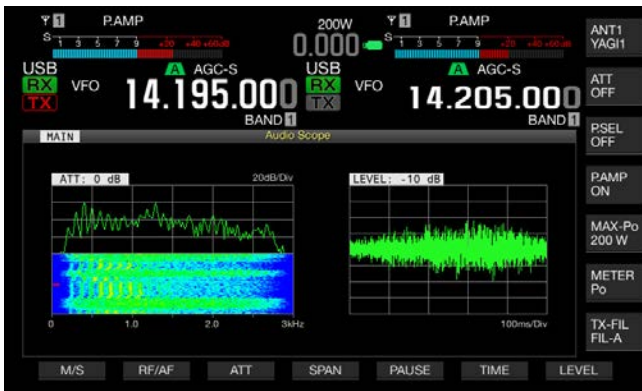 1 P.AMP 200W 1 P.AMP
S 1 3 5 7 9 +20 +40 +60dB 0.000 S 1 3 5 7 9 +20 +40 +60dB
USB A AGC-S USB A AGC-S
RX VFO 14.195.000 RX VFO 14.205.000
TX TX
BAND 1 BAND 1
MAIN Audio Scope
ATT: 0 dB 20dB/Div LEVEL: -10 dB
0 1.0 2.0 3kHz 100ms/Div
M/S RF/AF ATT SPAN PAUSE TIME LEVEL
ANT1
YAGI1
ATT
OFF
P.SEL
OFF
P.AMP
ON
MAX-Po
200 W
METER
Po
TX-FIL
FIL-A